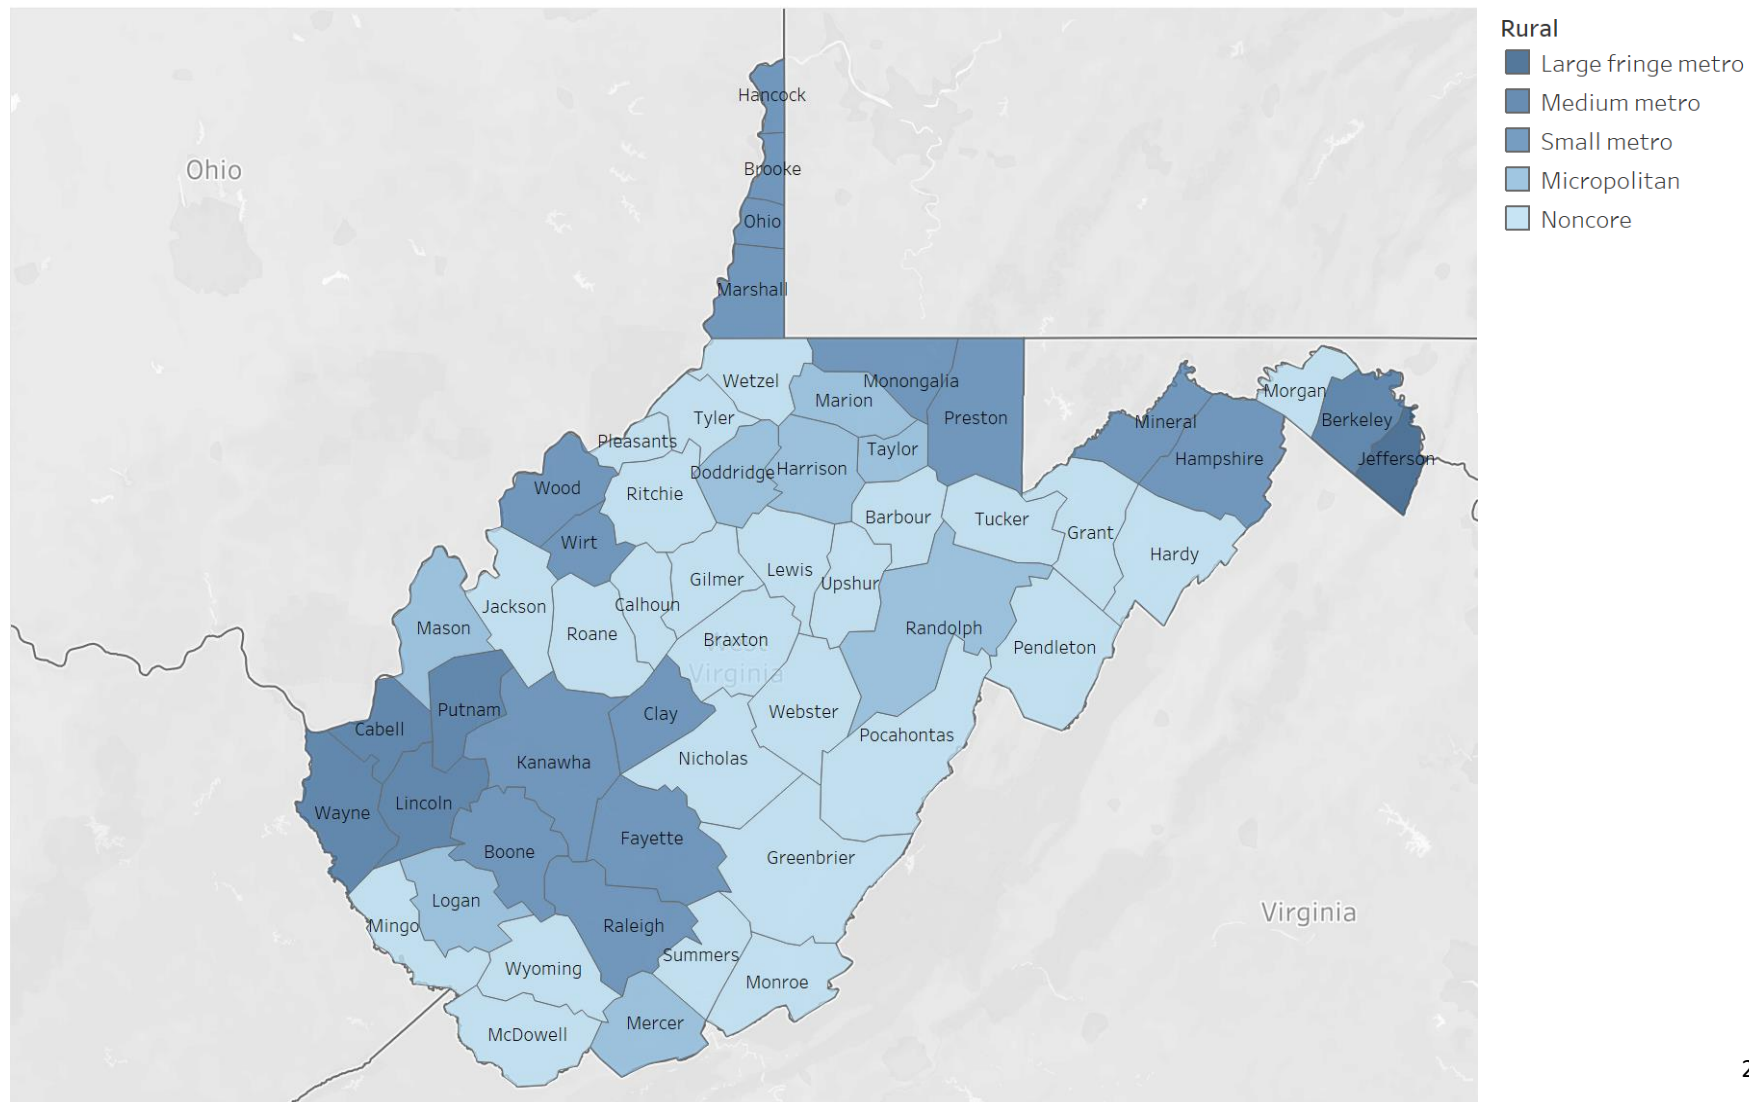 Rural
Large fringe metro
Medium metro
Small metro
Micropolitan
Noncore
Hancock
Ohio
Brooke
Ohio
Marshall
Wetzel
Monongalia
Morgan
Marion
Tyler
Preston
Mineral
Berkeley
Pleasants
Taylor
Hampshire
Jefferson
Doddridge
Harrison
Wood
Ritchie
Barbour
Tucker
Grant
Wirt
Hardy
Gilmer
Lewis
Upshur
Jackson
Calhoun
Mason
Roane
Braxton
Randolph
Pendleton
West
Virginia
Putnam
Clay
Webster
Cabell
Pocahontas
Kanawha
Nicholas
Lincoln
Wayne
Fayette
Boone
Greenbrier
Logan
Virginia
Mingo
Raleigh
Summers
Wyoming
Monroe
Mercer
McDowell
2